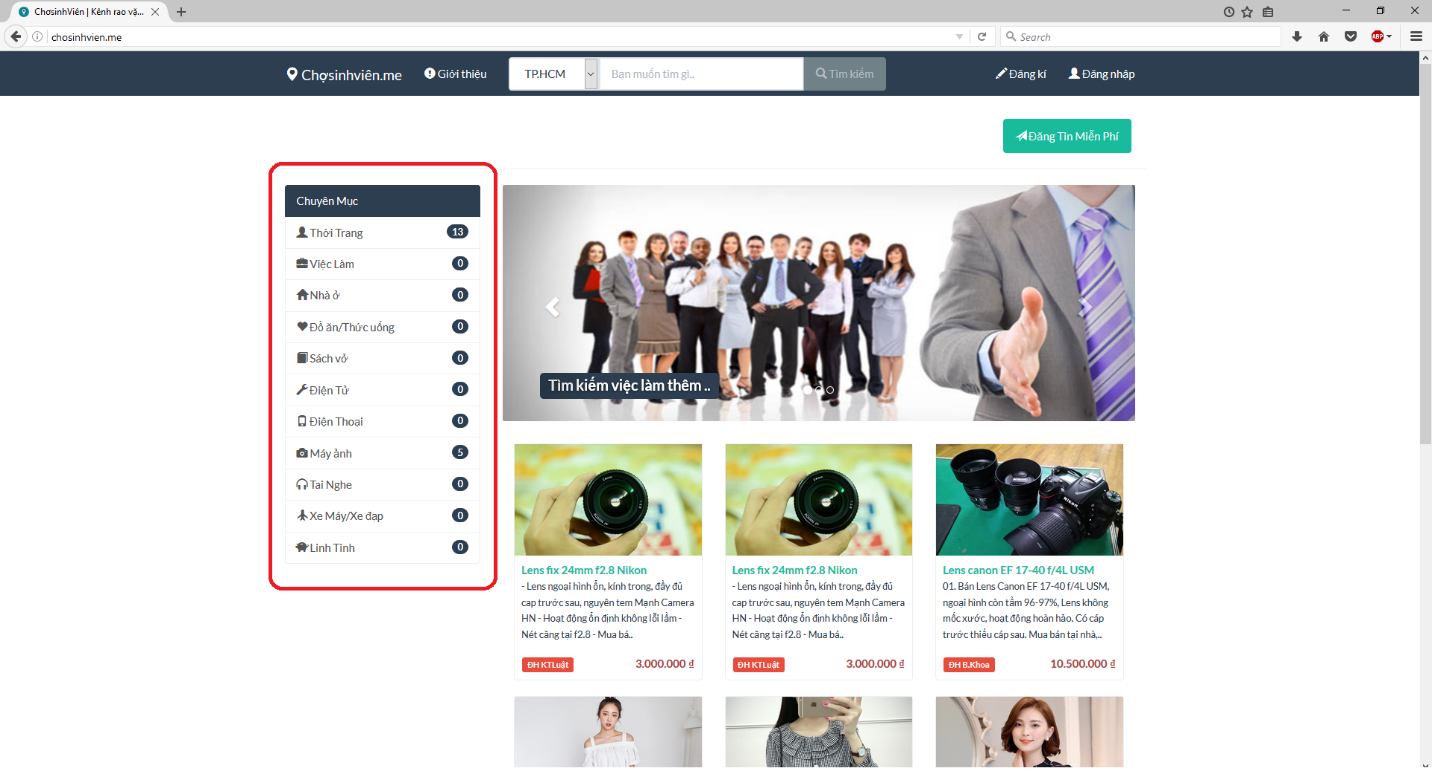 ChơsinhViên | Kênh rao vặ...
chosinhvien.me
Search
ABP
Chợsinhviên.me
Giới thiệu
TP.HCM
Bạn muốn tìm gì..
Tìm kiếm
Đăng kí
Đăng nhập
Đăng Tin Miễn Phí
Chuyên Mục
Thời Trang 13
Việc Làm 0
Nhà ở 0
Đồ ăn/Thức uống 0
Sách vở 0
Điện Tử 0
Điện Thoại 0
Máy ảnh 5
Tai Nghe 0
Xe Máy/Xe đạp 0
Linh Tinh 0
Tìm kiếm việc làm thêm ..
Lens fix 24mm f2.8 Nikon
- Lens ngoại hình ổn, kính trong, đầy đủ
cap trước sau, nguyên tem Mạnh Camera
HN - Hoạt động ổn định không lỗi lầm -
Nét căng tại f2.8 - Mua bá..
ĐH KTLuật 3.000.000 ₫
Lens fix 24mm f2.8 Nikon
- Lens ngoại hình ổn, kính trong, đầy đủ
cap trước sau, nguyên tem Mạnh Camera
HN - Hoạt động ổn định không lỗi lầm -
Nét căng tại f2.8 - Mua bá..
ĐH KTLuật 3.000.000 ₫
Lens canon EF 17-40 f/4L USM
01. Bán Lens Canon EF 17-40 f/4L USM,
ngoại hình còn tầm 96-97%, Lens không
mốc xước, hoạt động hoàn hảo. Có cáp
trước thiếu cáp sau. Mua bán tại nhà,..
ĐH B.Khoa 10.500.000 ₫